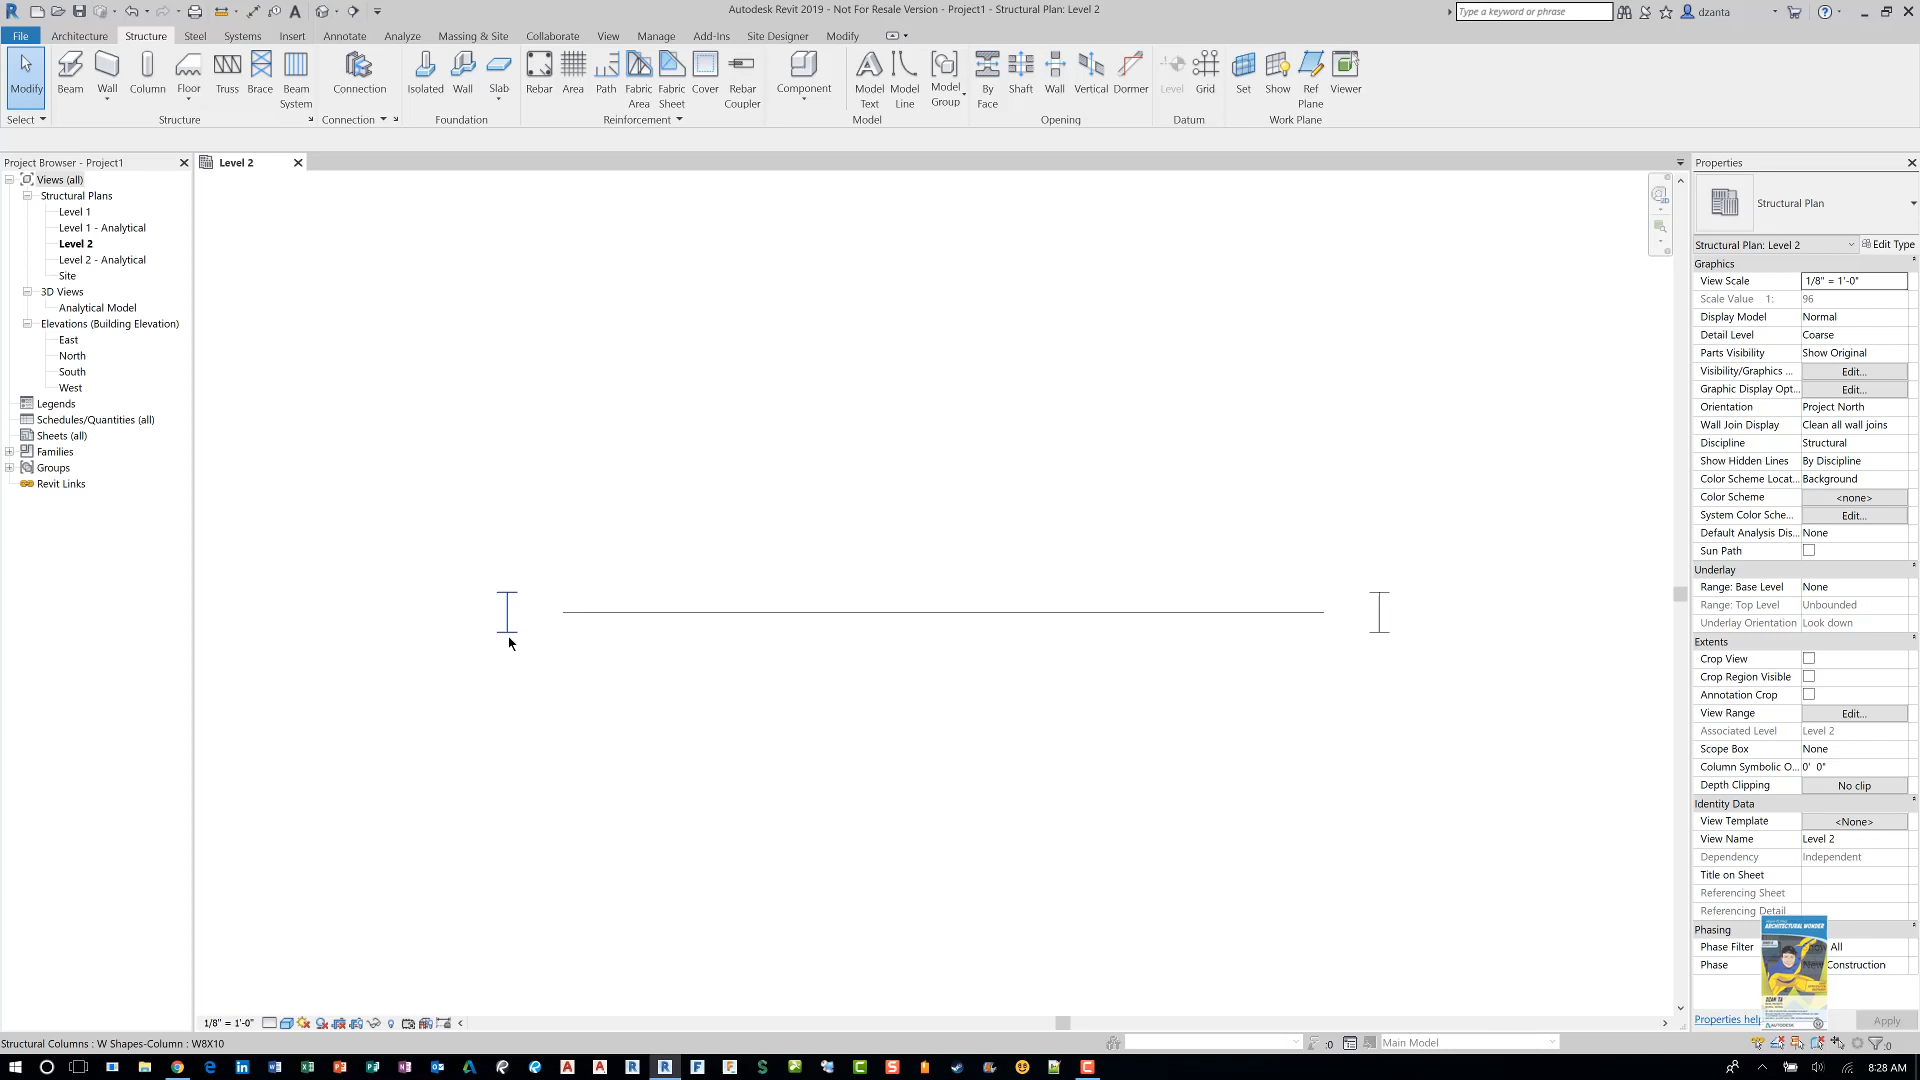 Autodesk Revit 2019 - Not For Resale Version - Project1 - Structural Plan: Level 2
Type a keyword or phrase
dzanta
File Architecture Structure Steel Systems Insert Annotate Analyze Massing & Site Collaborate View Manage Add-Ins Site Designer Modify
Modify Beam Wall Column Floor Truss Brace Beam System Connection Isolated Wall Slab Rebar Area Path Fabric Area Fabric Sheet Cover Rebar Coupler Component Model Text Model Line Model Group By Face Shaft Wall Vertical Dormer Level Grid Set Show Ref Plane Viewer
Select Structure Connection Foundation Reinforcement Model Opening Datum Work Plane
Project Browser - Project1
Views (all)
Structural Plans
Level 1
Level 1 - Analytical
Level 2
Level 2 - Analytical
Site
3D Views
Analytical Model
Elevations (Building Elevation)
East
North
South
West
Legends
Schedules/Quantities (all)
Sheets (all)
Families
Groups
Revit Links
Level 2
Properties
Structural Plan
Structural Plan: Level 2 Edit Type
Graphics
View Scale 1/8" = 1'-0"
Scale Value 1: 96
Display Model Normal
Detail Level Coarse
Parts Visibility Show Original
Visibility/Graphics ... Edit...
Graphic Display Opt... Edit...
Orientation Project North
Wall Join Display Clean all wall joins
Discipline Structural
Show Hidden Lines By Discipline
Color Scheme Locat... Background
Color Scheme <none>
System Color Sche... Edit...
Default Analysis Dis... None
Sun Path
Underlay
Range: Base Level None
Range: Top Level Unbounded
Underlay Orientation Look down
Extents
Crop View
Crop Region Visible
Annotation Crop
View Range Edit...
Associated Level Level 2
Scope Box None
Column Symbolic O... 0' 0"
Depth Clipping No clip
Identity Data
View Template <None>
View Name Level 2
Dependency Independent
Title on Sheet
Referencing Sheet
Referencing Detail
Phasing
Phase Filter All
Phase New Construction
ARCHITECTURAL WONDER
AUTODESK
Properties help Apply
1/8" = 1'-0"
Structural Columns : W Shapes-Column : W8X10
:0 Main Model :0
8:28 AM